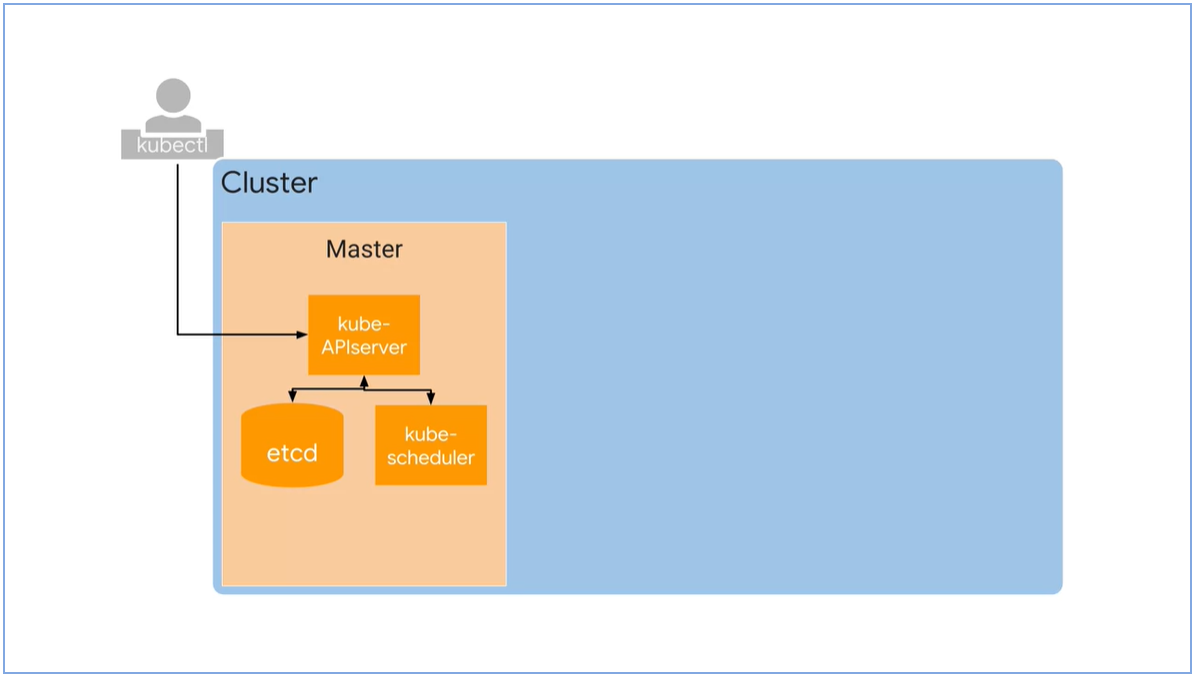 kubectl
Cluster
Master
kube-
APIserver
etcd
kube-
scheduler